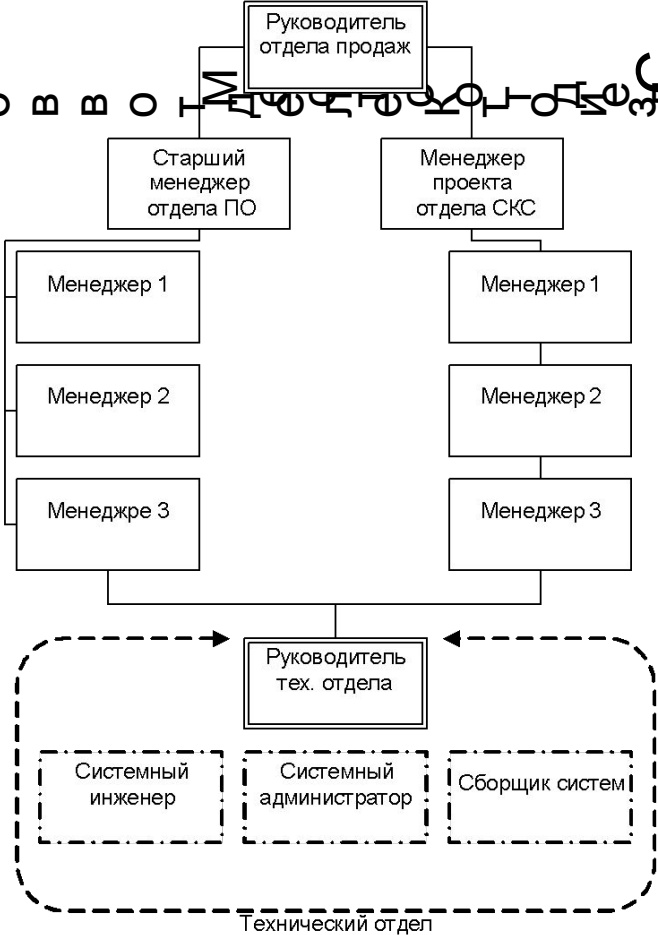 Руководитель
отдела продаж
Старший
менеджер
отдела ПО
Менеджер
проекта
отдела СКС
Менеджер 1
Менеджер 1
Менеджер 2
Менеджер 2
Менеджре 3
Менеджер 3
Руководитель
тех. отдела
Системный
инженер
Системный
администратор
Сборщик систем
Технический отдел